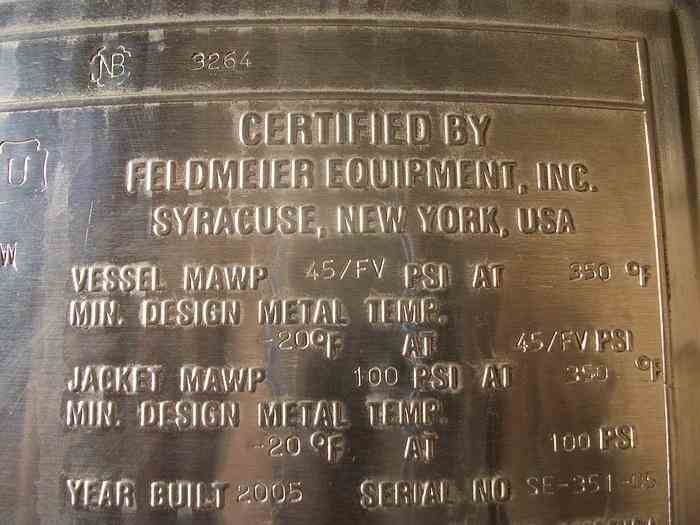 NB 3264
CERTIFIED BY
U
FELDMEIER EQUIPMENT, INC.
SYRACUSE, NEW YORK, USA
W
VESSEL MAWP 45/FV PSI AT 350 °F
MIN. DESIGN METAL TEMP.
-20°F AT 45/FV PSI
JACKET MAWP 100 PSI AT 350 °F
MIN. DESIGN METAL TEMP.
-20 °F AT 100 PSI
YEAR BUILT 2005 SERIAL NO SE-351-05